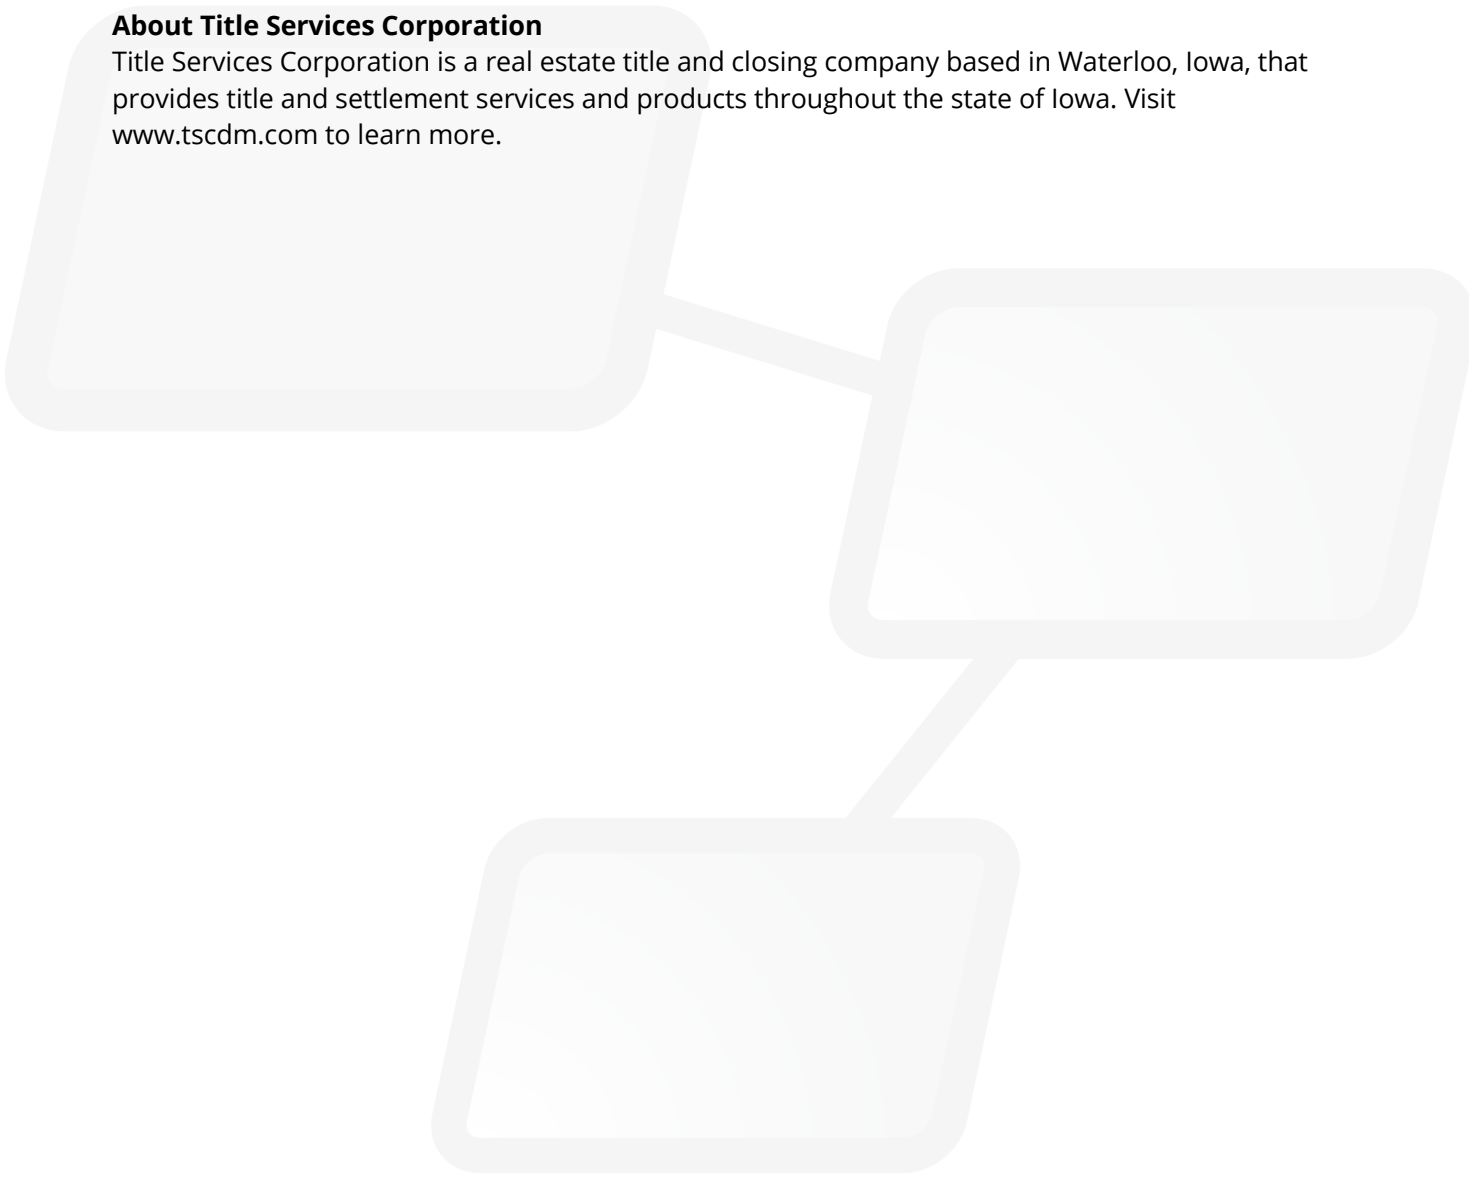 About Title Services Corporation
Title Services Corporation is a real estate title and closing company based in Waterloo, Iowa, that
provides title and settlement services and products throughout the state of Iowa. Visit
www.tscdm.com to learn more.